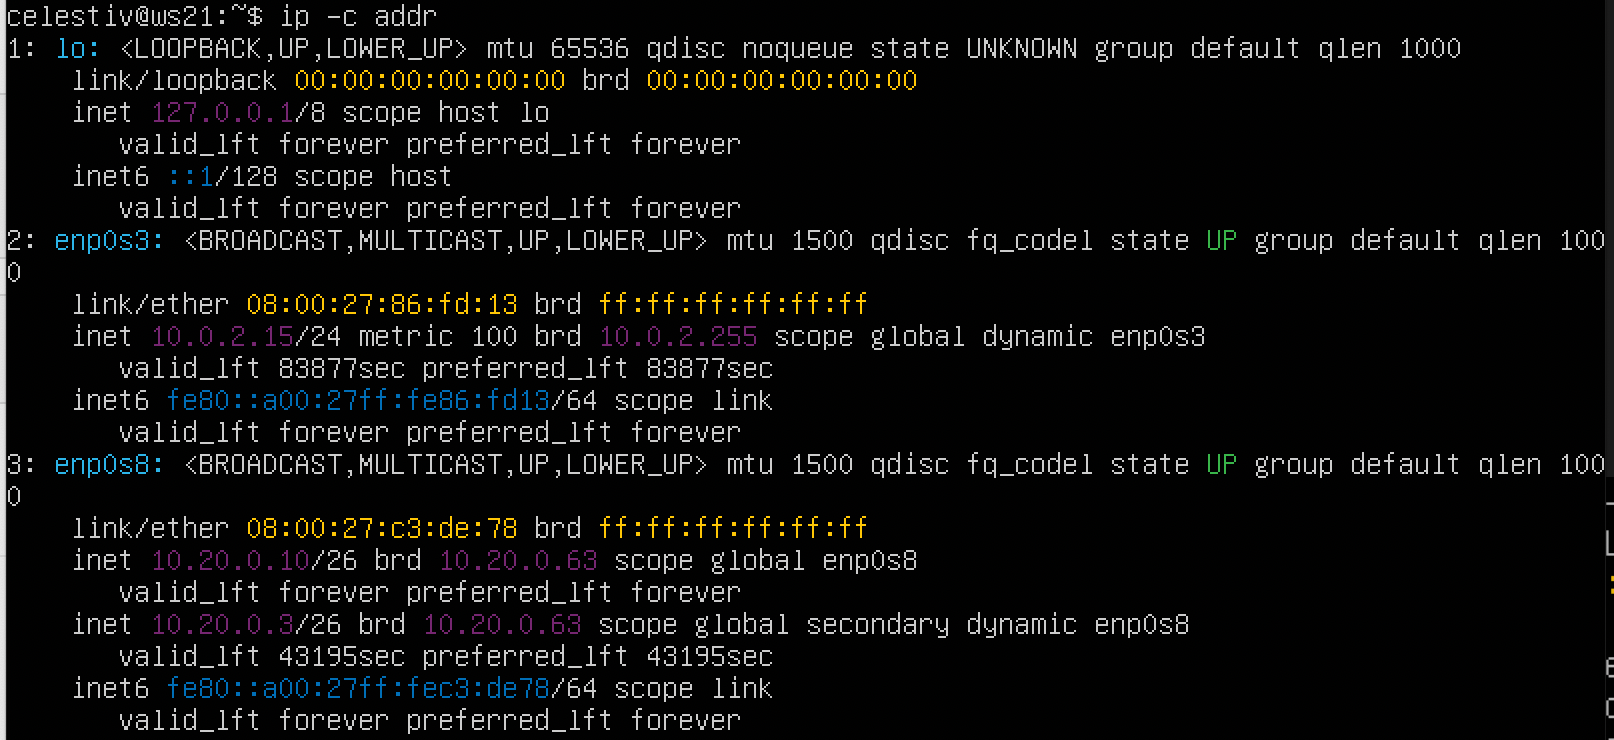 celestiv@ws21:~$ ip -c addr
1: lo: <LOOPBACK,UP,LOWER_UP> mtu 65536 qdisc noqueue state UNKNOWN group default qlen 1000
    link/loopback 00:00:00:00:00:00 brd 00:00:00:00:00:00
    inet 127.0.0.1/8 scope host lo
       valid_lft forever preferred_lft forever
    inet6 ::1/128 scope host
       valid_lft forever preferred_lft forever
2: enp0s3: <BROADCAST,MULTICAST,UP,LOWER_UP> mtu 1500 qdisc fq_codel state UP group default qlen 100
0
    link/ether 08:00:27:86:fd:13 brd ff:ff:ff:ff:ff:ff
    inet 10.0.2.15/24 metric 100 brd 10.0.2.255 scope global dynamic enp0s3
       valid_lft 83877sec preferred_lft 83877sec
    inet6 fe80::a00:27ff:fe86:fd13/64 scope link
       valid_lft forever preferred_lft forever
3: enp0s8: <BROADCAST,MULTICAST,UP,LOWER_UP> mtu 1500 qdisc fq_codel state UP group default qlen 100
0
    link/ether 08:00:27:c3:de:78 brd ff:ff:ff:ff:ff:ff
    inet 10.20.0.10/26 brd 10.20.0.63 scope global enp0s8
       valid_lft forever preferred_lft forever
    inet 10.20.0.3/26 brd 10.20.0.63 scope global secondary dynamic enp0s8
       valid_lft 43195sec preferred_lft 43195sec
    inet6 fe80::a00:27ff:fec3:de78/64 scope link
       valid_lft forever preferred_lft forever